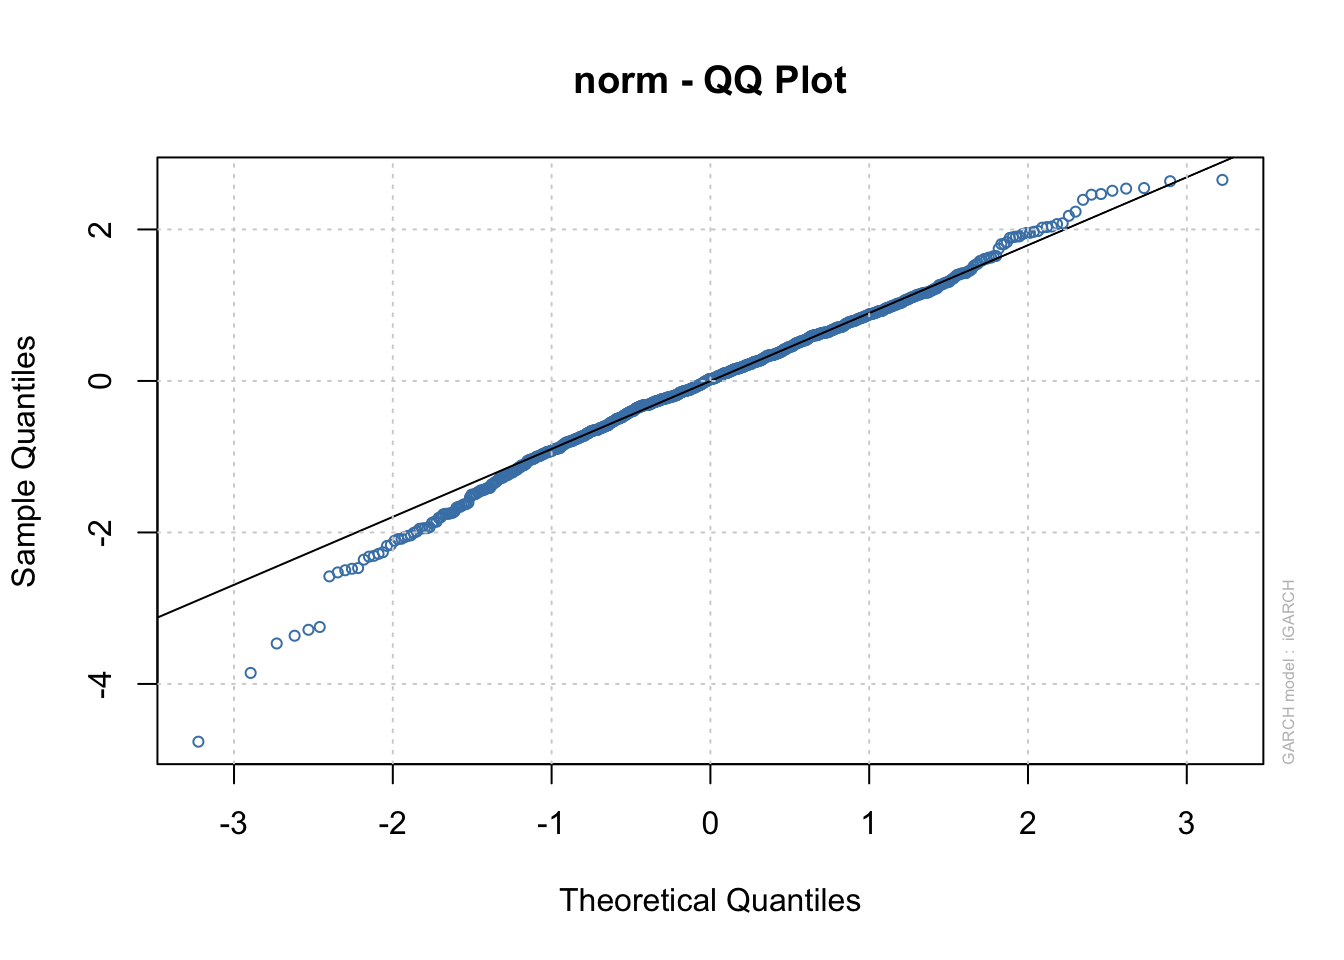 norm - QQ Plot
Sample Quantiles
2
0
-2
-4
-3
-2
-1
0
1
2
3
Theoretical Quantiles
GARCH model : iGARCH